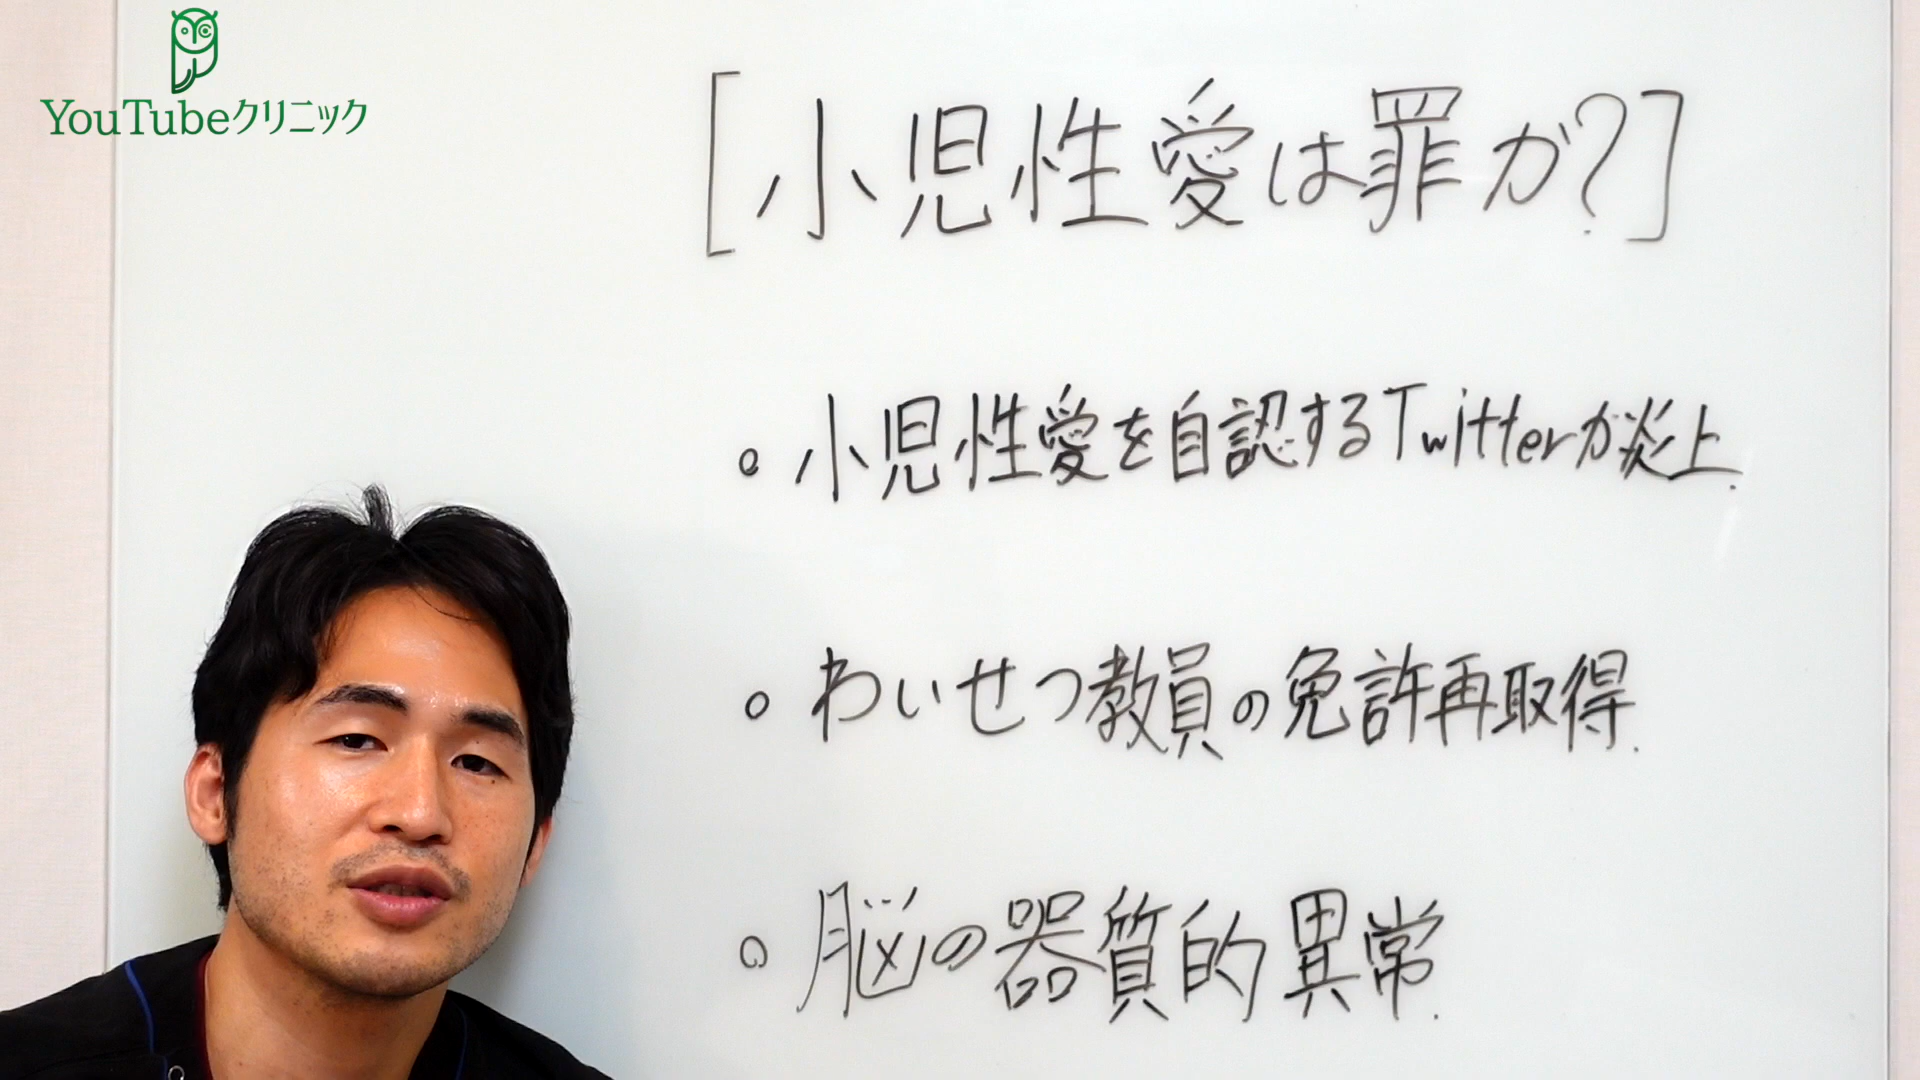 YouTubeクリニック
[小児性愛は罪か?]
。小児性愛を自認するTwitterが炎上.
。わいせつ教員の免許再取得.
。脳の器質的異常.